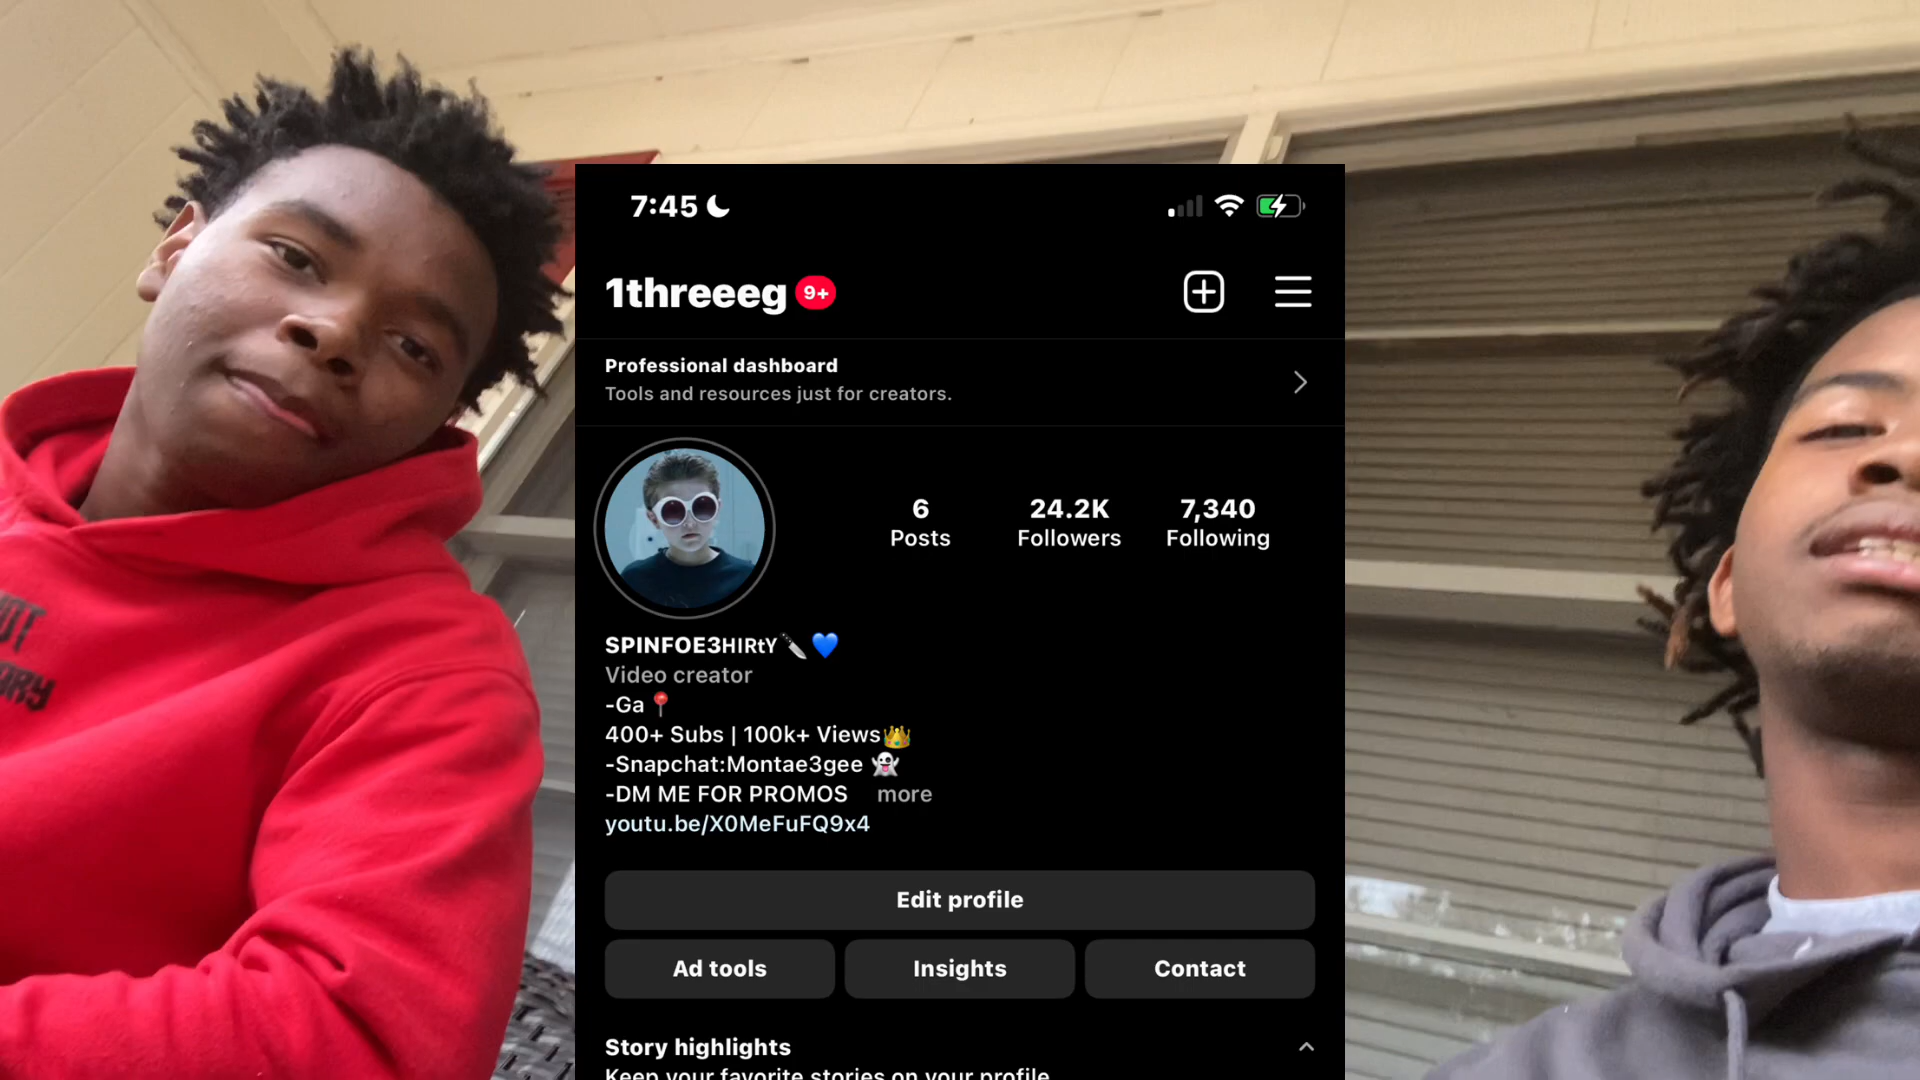 7:45
1threeeg 9+
Professional dashboard
Tools and resources just for creators.
6
Posts
24.2K
Followers
7,340
Following
SPINFOE3HIRtY🔪💙
Video creator
-Ga📍
400+ Subs | 100k+ Views👑
-Snapchat:Montae3gee 👻
-DM ME FOR PROMOS more
youtu.be/X0MeFuFQ9x4
Edit profile
Ad tools
Insights
Contact
Story highlights
Keep your favorite stories on your profile